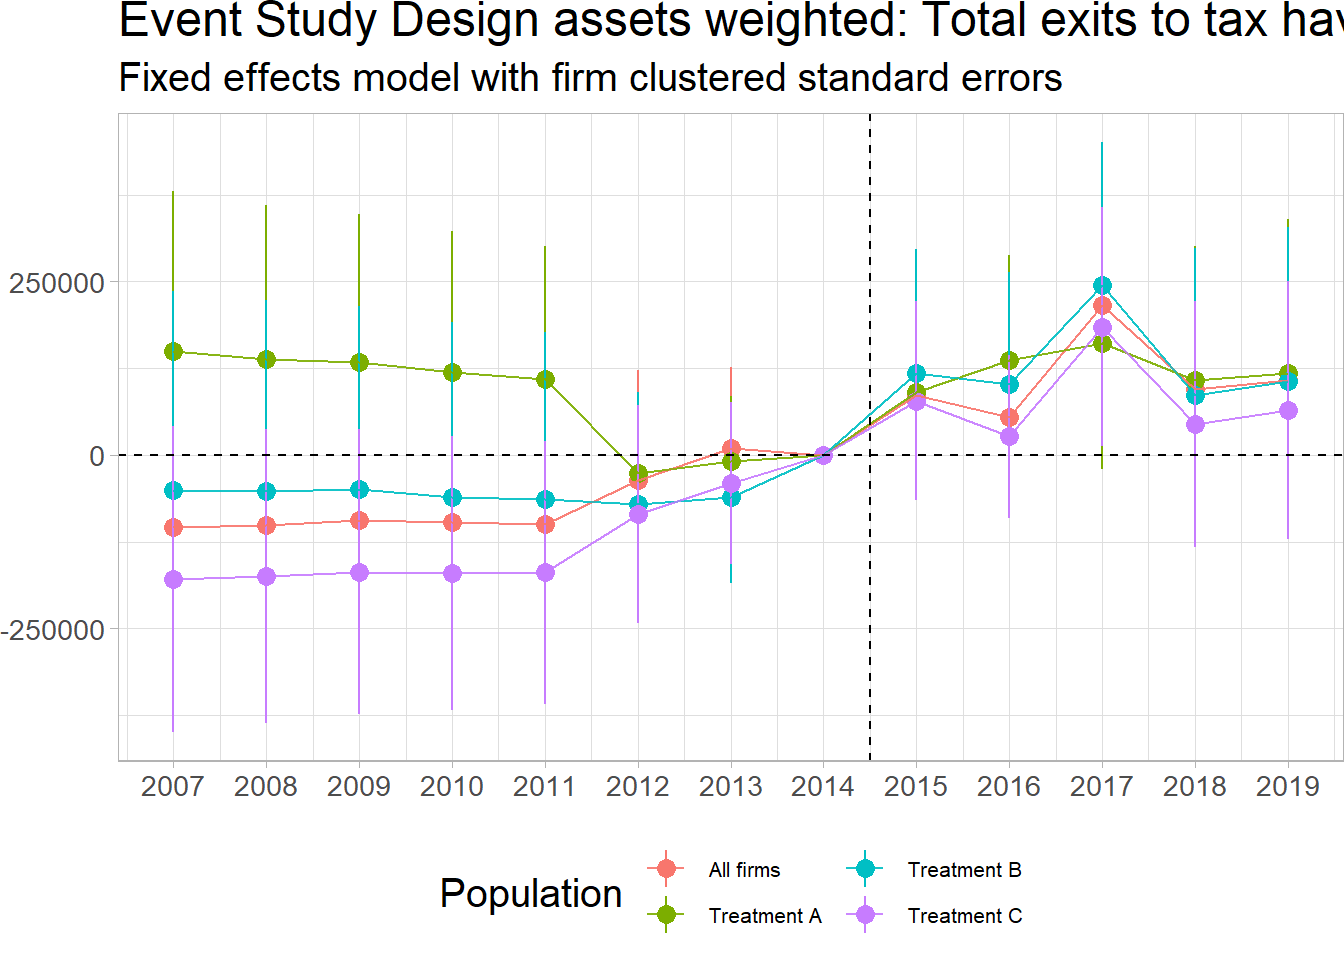 Event Study Design assets weighted: Total exits to tax
Fixed effects model with firm clustered standard errors
250000
0
-250000
2007 2008 2009 2010 2011 2012 2013 2014 2015 2016 2017 2018 2019
Population
All firms
Treatment B
Treatment A
Treatment C